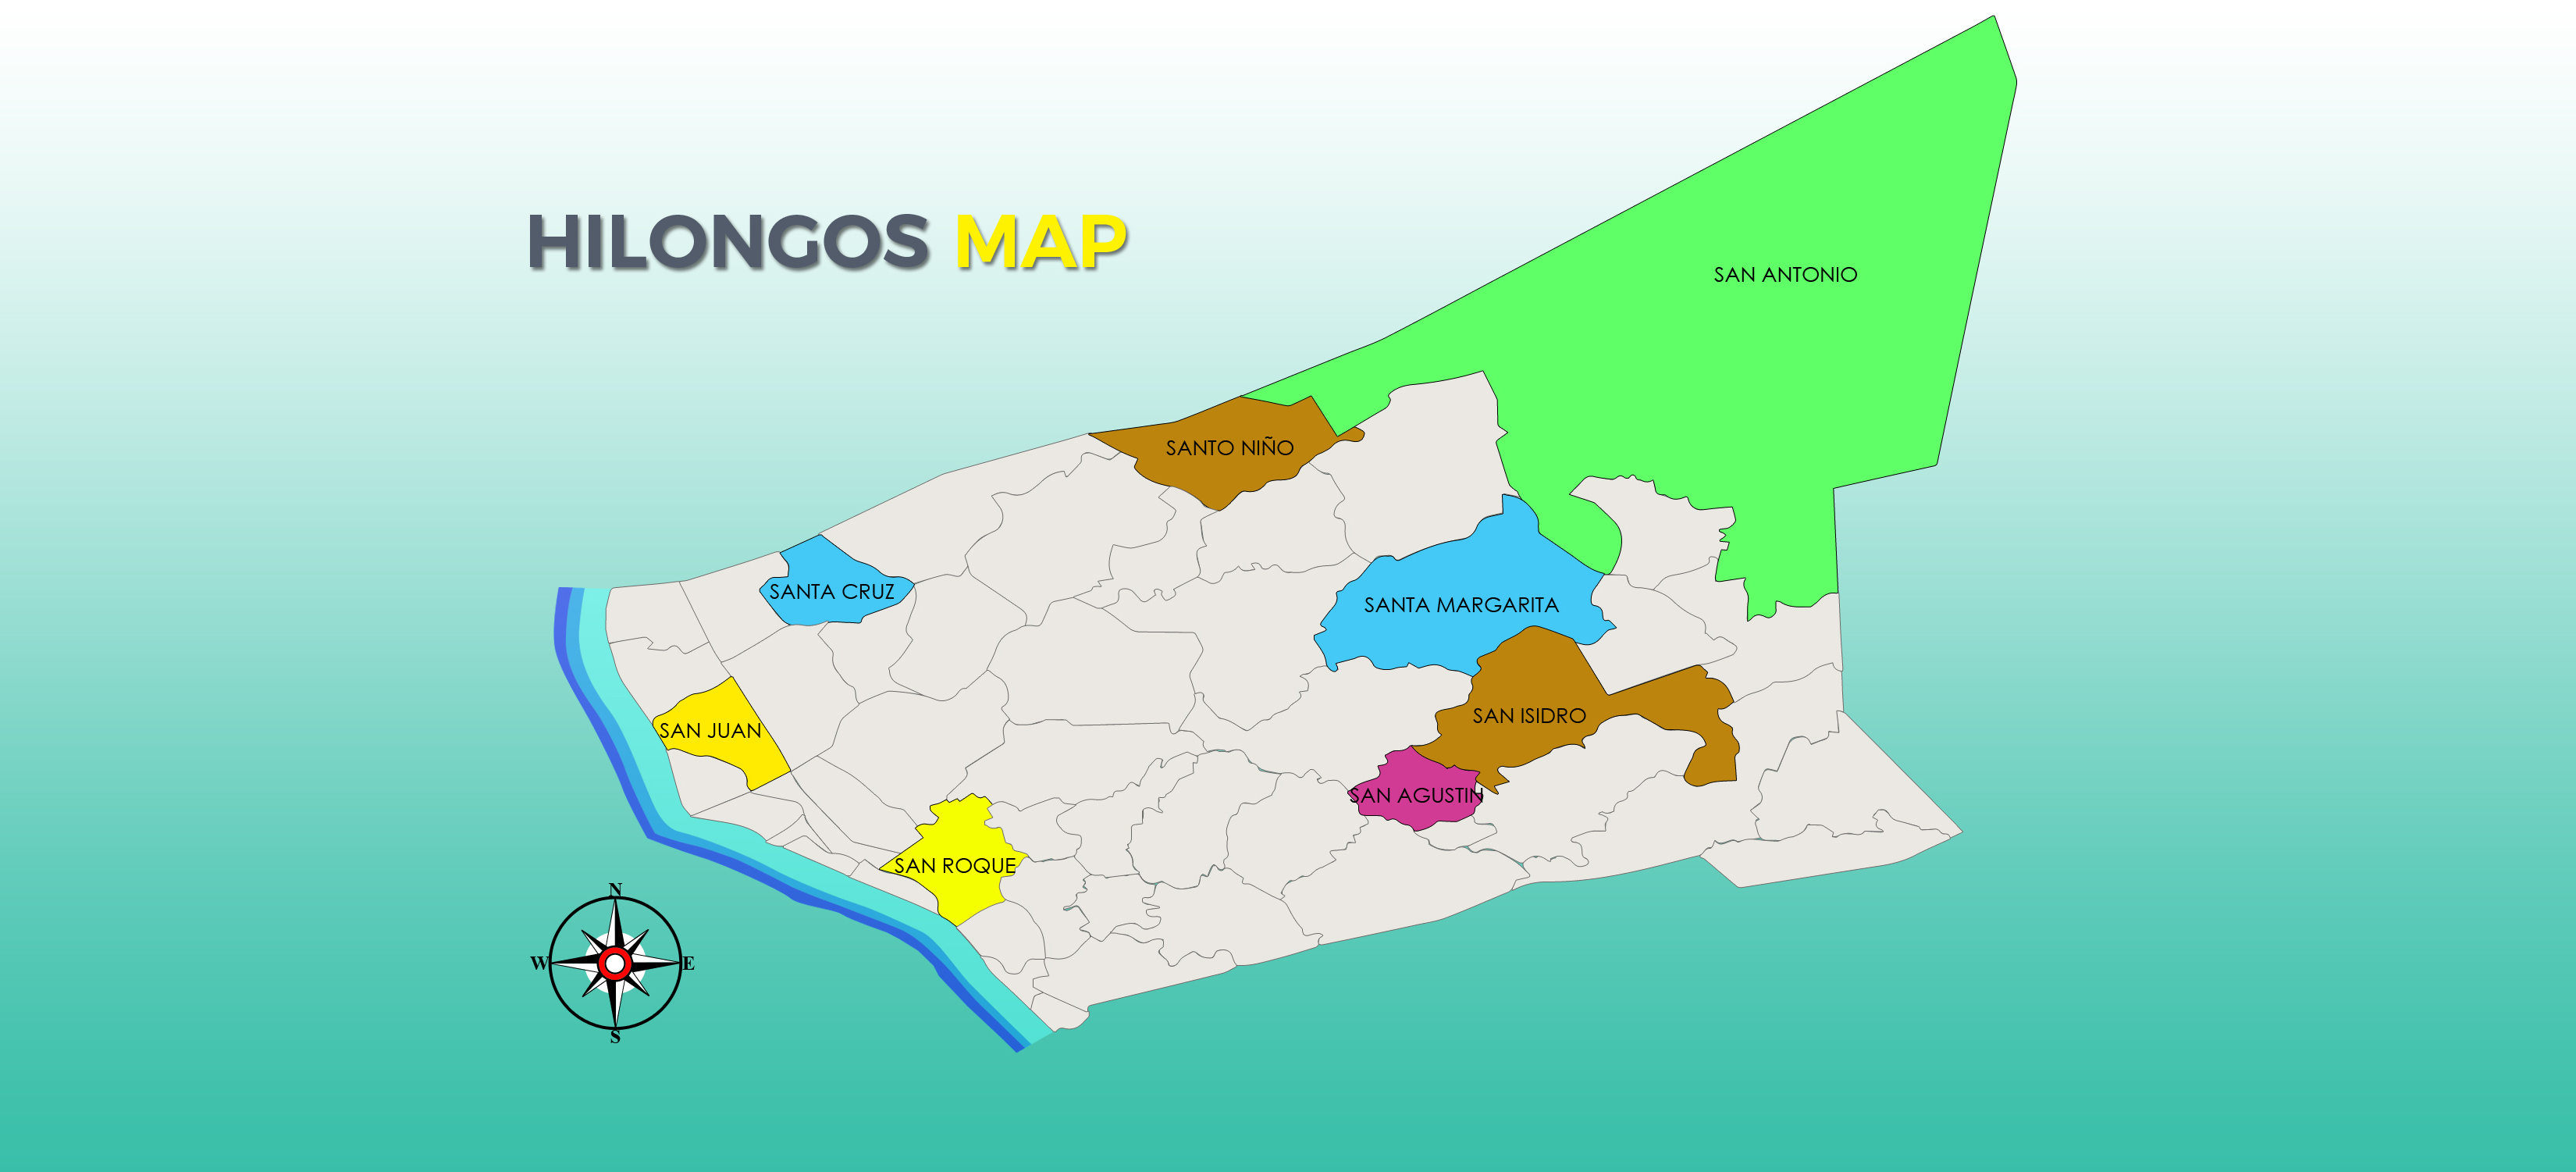 HILONGOS MAP
SAN ANTONIO
SANTO NIÑO
SANTA CRUZ
SANTA MARGARITA
SAN ISIDRO
SAN JUAN
SAN AGUSTIN
SAN ROQUE
N
W E
S